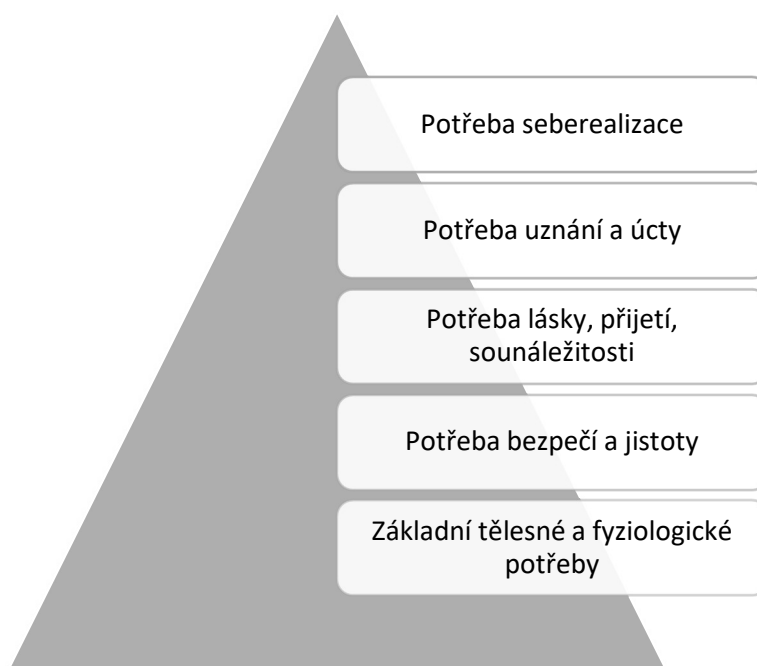 Potřeba seberealizace
Potřeba uznání a úcty
Potřeba lásky, přijetí,
sounáležitosti
Potřeba bezpečí a jistoty
Základní tělesné a fyziologické
potřeby